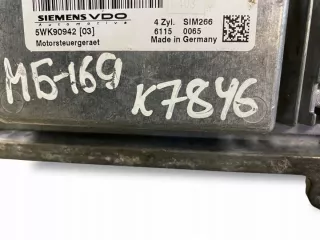 SIEMENS VDO
Automotive
5WK90942 [03]
Motorsteuergeraet
4 Zyl. SIM266
6115 0065
Made in Germany
МБ-169
К7846